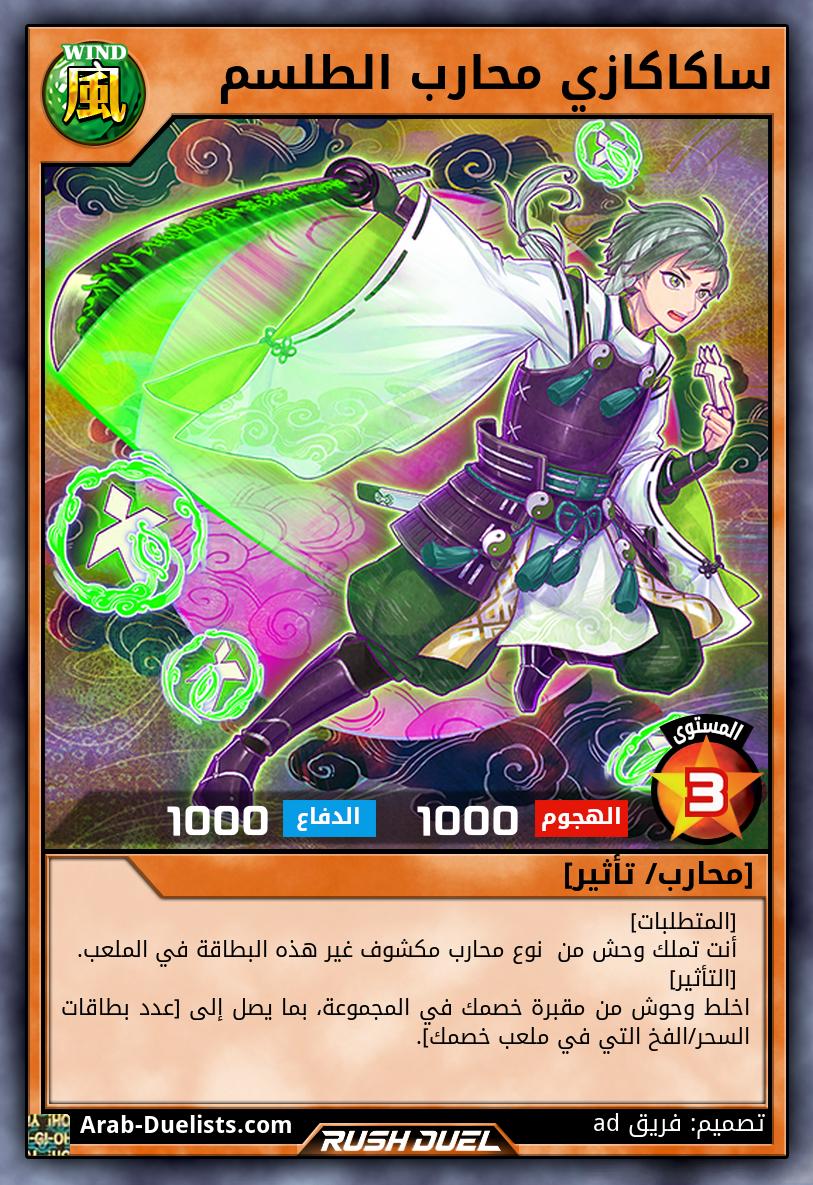 WIND
風
ساكاكازي محارب الطلسم
المستوى
3
الهجوم 1000 الدفاع 1000
[محارب/ تأثير]
[المتطلبات]
أنت تملك وحش من  نوع محارب مكشوف غير هذه البطاقة في الملعب.
[التأثير]
اخلط وحوش من مقبرة خصمك في المجموعة، بما يصل إلى [عدد بطاقات
السحر/الفخ التي في ملعب خصمك].
تصميم: فريق ad
Arab-Duelists.com
RUSH DUEL